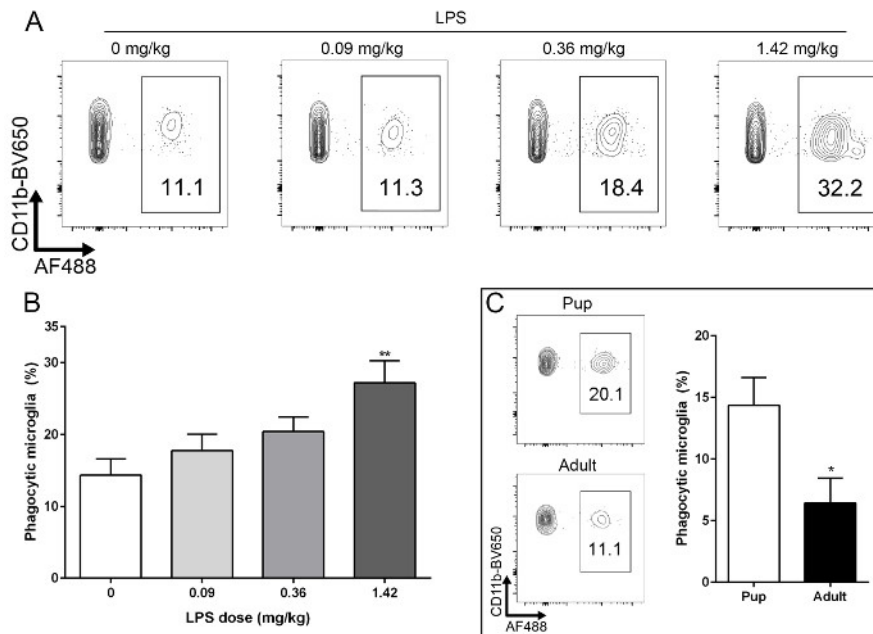 A
LPS
0 mg/kg
0.09 mg/kg
0.36 mg/kg
1.42 mg/kg
CD11b-BV650
11.1
11.3
18.4
32.2
AF488
B
Phagocytic microglia (%)
35
30
20
10
0
**
0
0.09
0.36
1.42
LPS dose (mg/kg)
C
Pup
20.1
Adult
11.1
CD11b-BV650
AF488
Phagocytic microglia (%)
20
15
10
5
0
*
Pup
Adult